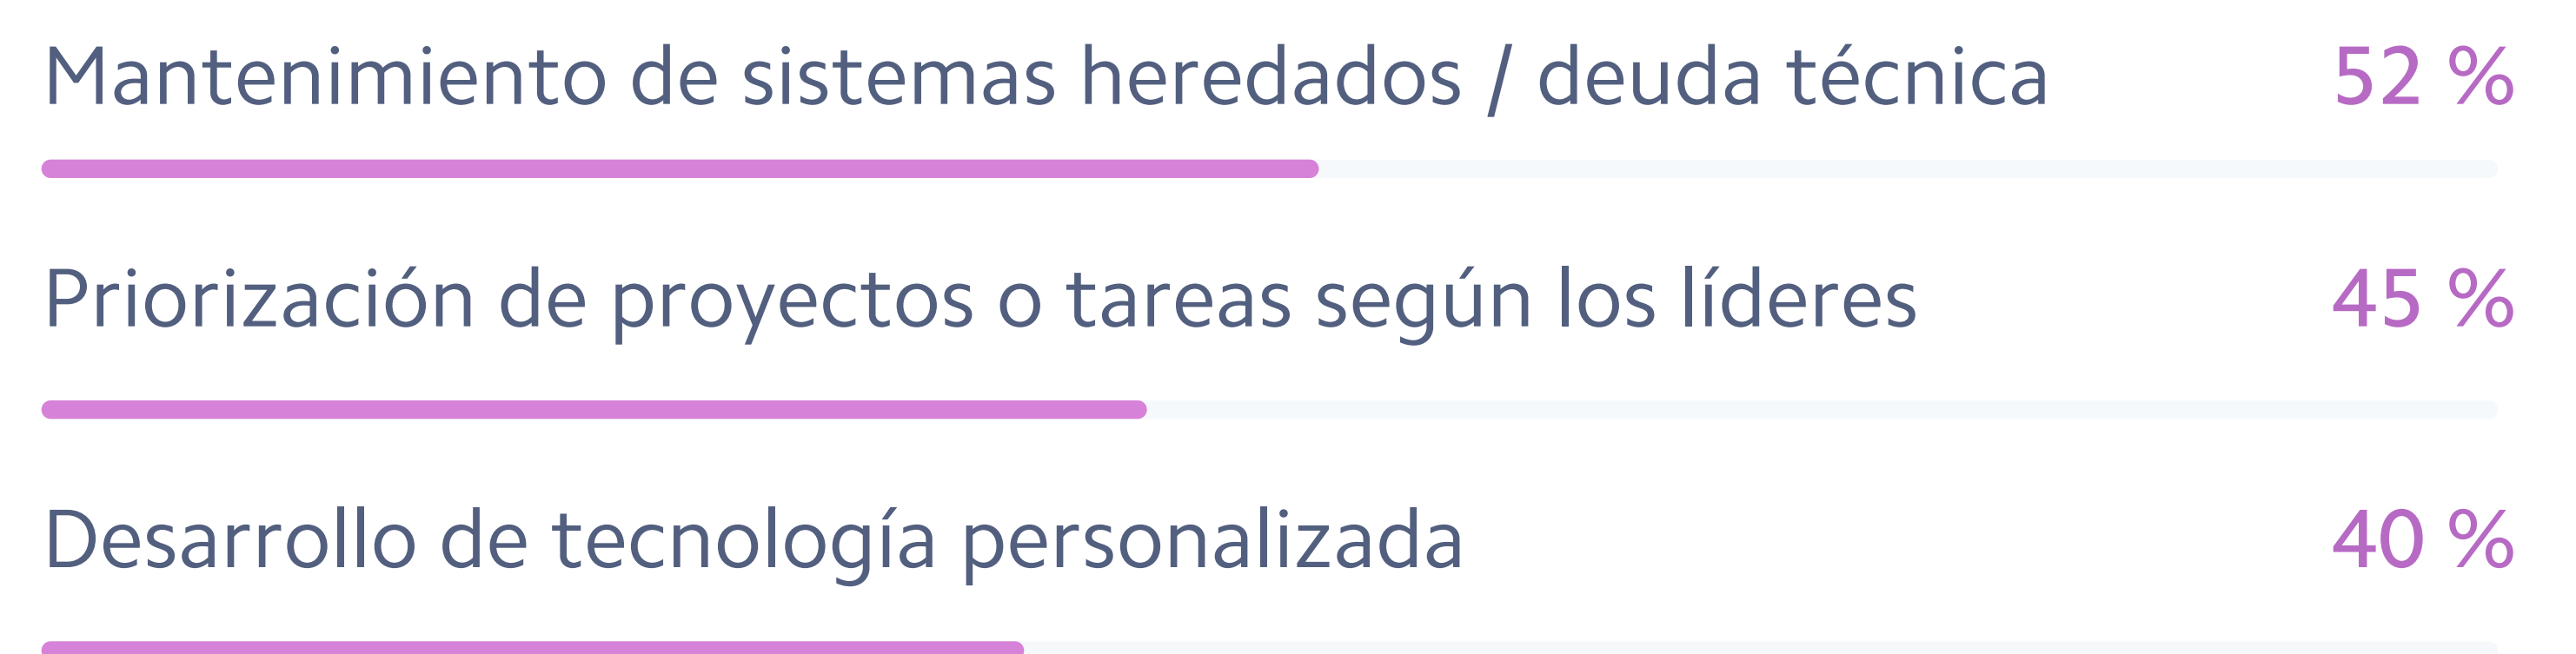 Mantenimiento de sistemas heredados / deuda técnica 52 %
Priorización de proyectos o tareas según los líderes 45 %
Desarrollo de tecnología personalizada 40 %